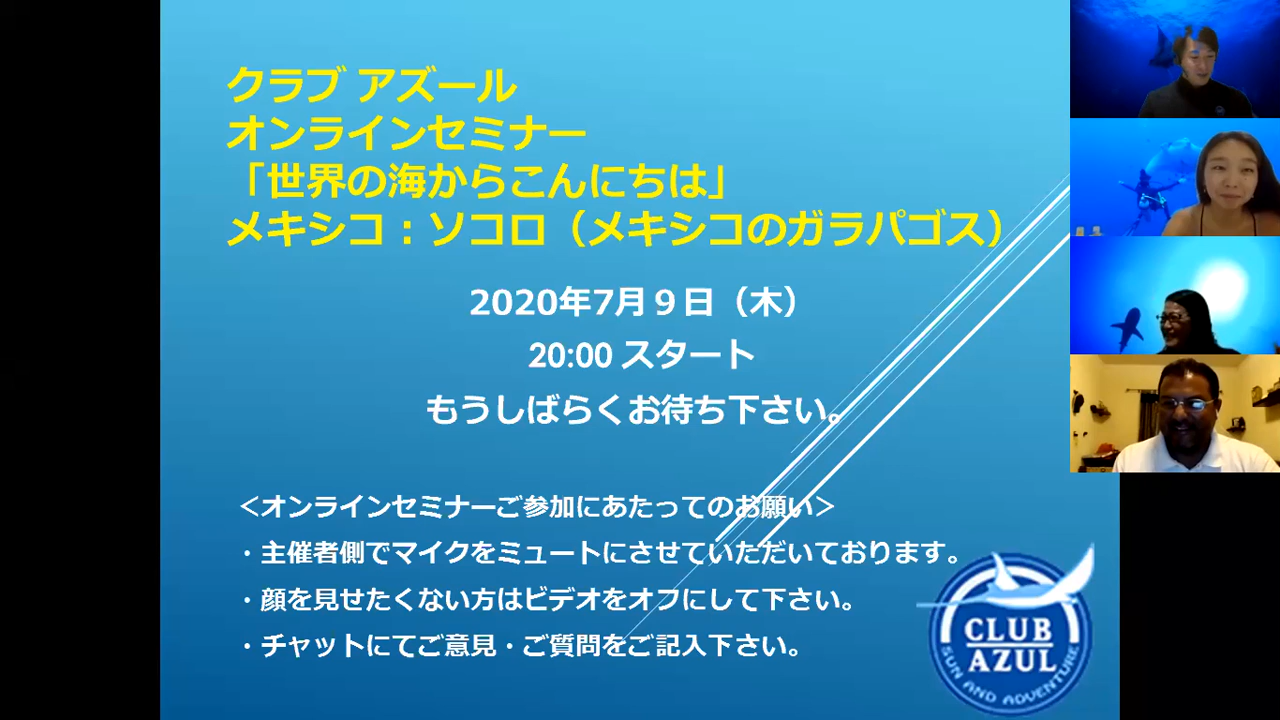 クラブ アズール
オンラインセミナー
「世界の海からこんにちは」
メキシコ：ソコロ（メキシコのガラパゴス）
2020年7月９日（木）
20:00 スタート
もうしばらくお待ち下さい。
＜オンラインセミナーご参加にあたってのお願い＞
・主催者側でマイクをミュートにさせていただいております。
・顔を見せたくない方はビデオをオフにして下さい。
・チャットにてご意見・ご質問をご記入下さい。
CLUB
AZUL
SUN AND ADVENTURE